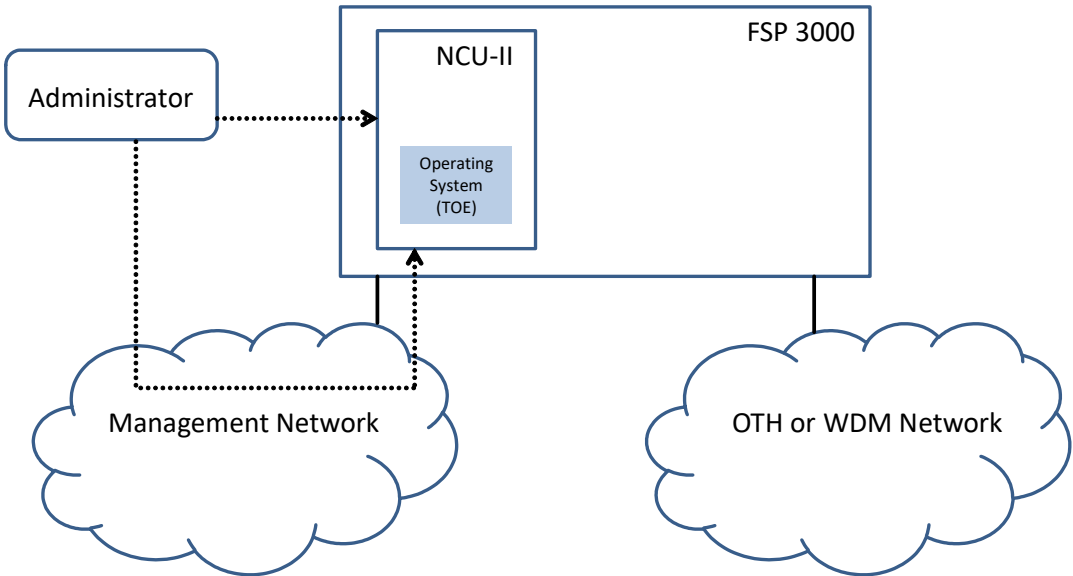 FSP 3000
NCU-II
Administrator
Operating
System
(TOE)
Management Network
OTH or WDM Network